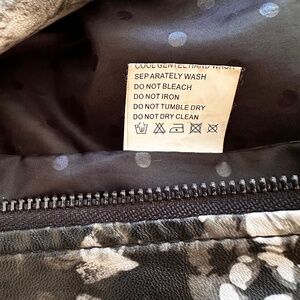 COOL GENTEL HAND WASH
SEPARATELY WASH
DO NOT BLEACH
DO NOT IRON
DO NOT TUMBLE DRY
DO NOT DRY CLEAN